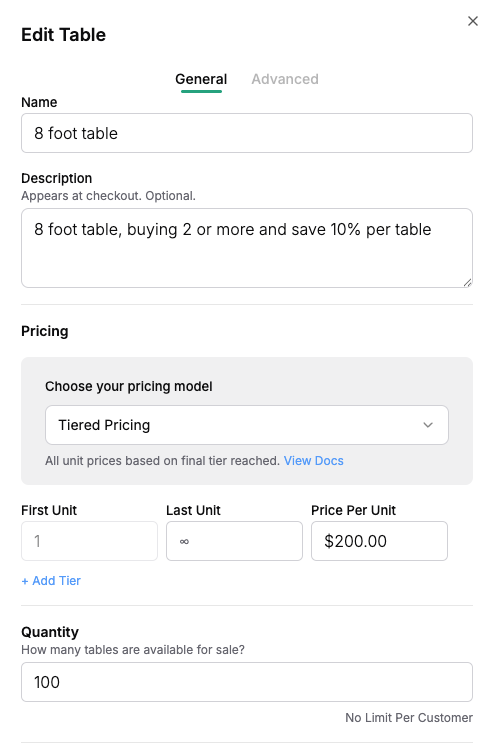 Edit Table
General Advanced
Name
8 foot table
Description
Appears at checkout. Optional.
8 foot table, buying 2 or more and save 10% per table
Pricing
Choose your pricing model
Tiered Pricing
All unit prices based on final tier reached. View Docs
First Unit Last Unit Price Per Unit
1 ∞ $200.00
+ Add Tier
Quantity
How many tables are available for sale?
100
No Limit Per Customer